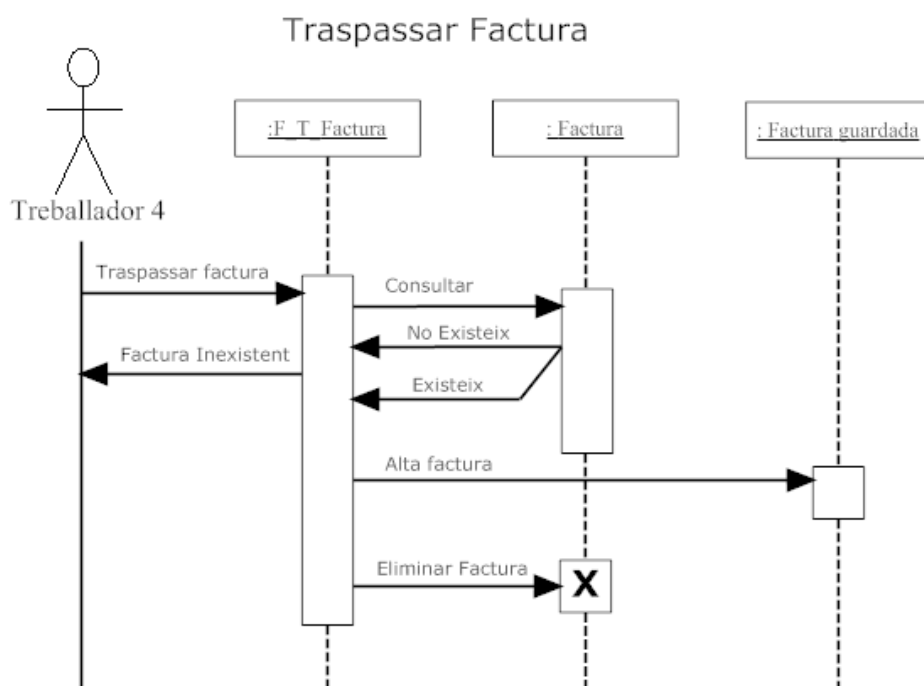 Traspassar Factura
:F_T_Factura
: Factura
: Factura guardada
Treballador 4
Traspassar factura
Consultar
No Existeix
Factura Inexistent
Existeix
Alta factura
Eliminar Factura
X